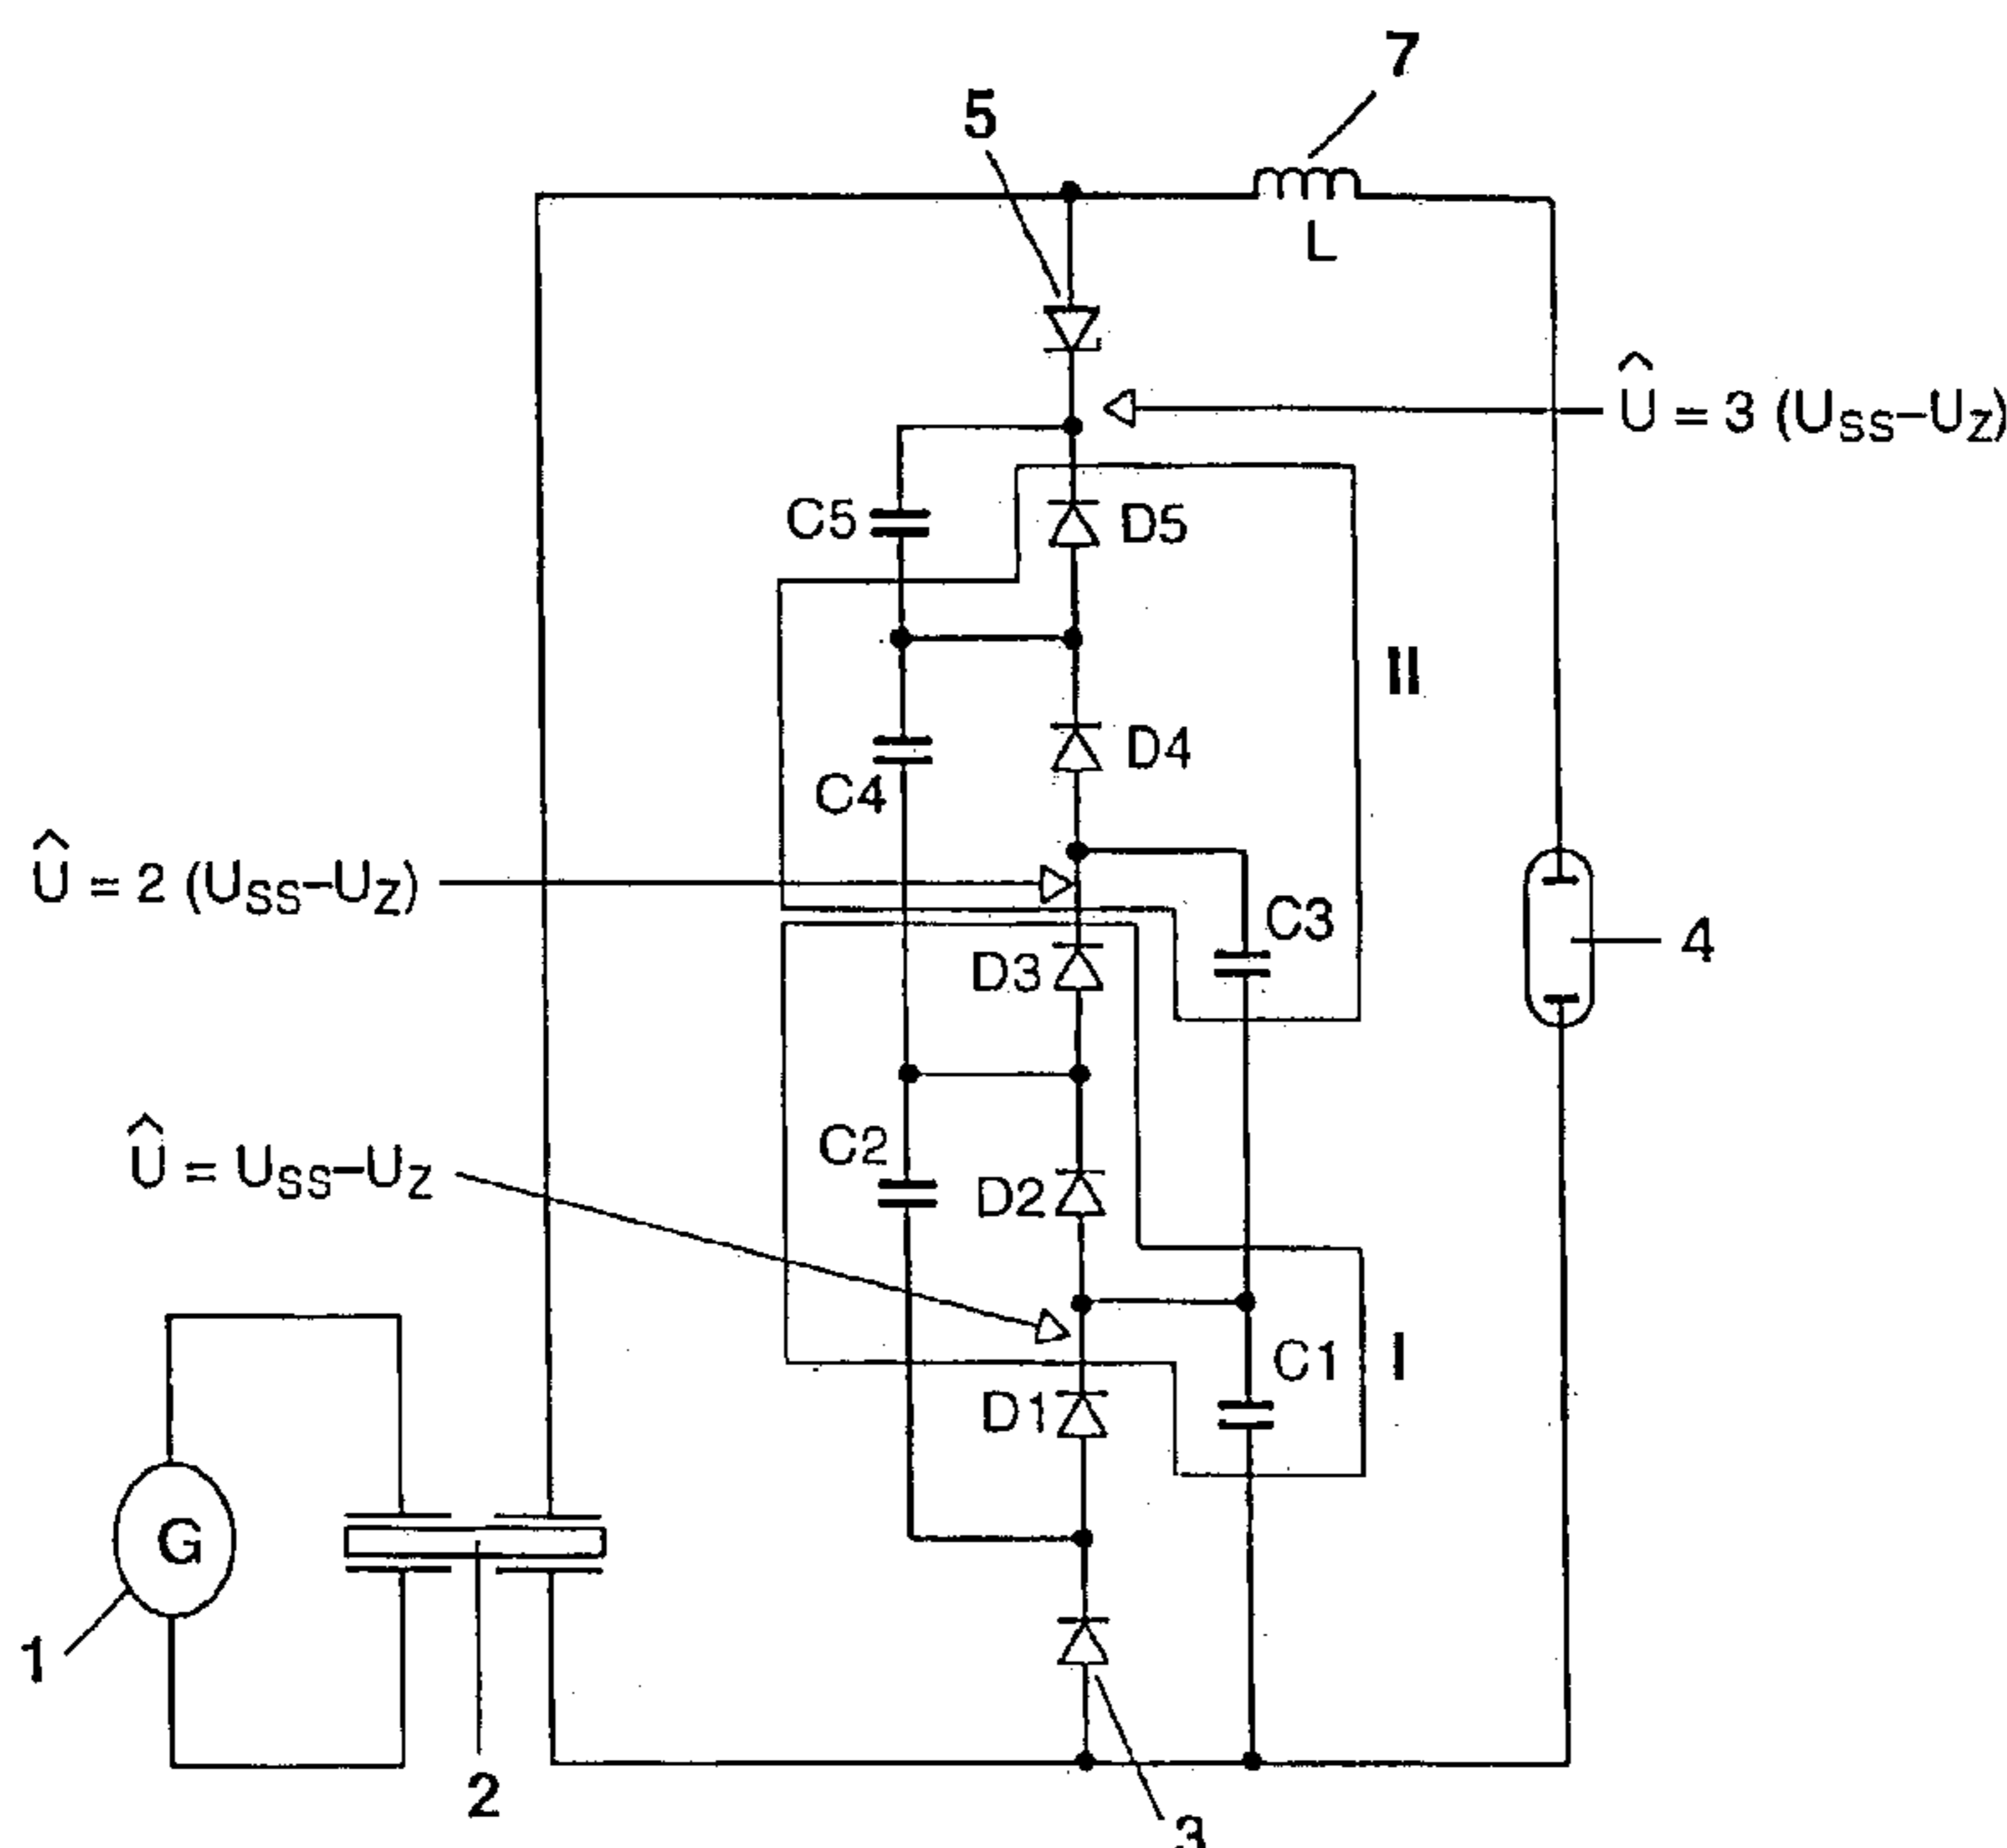 7
5
L
Û = 3 (USS–UZ)
C5
D5
II
D4
C4
Û = 2 (USS–UZ)
C3
D3
4
C2
Û = USS–UZ
D2
C1
I
D1
G
1
2
3